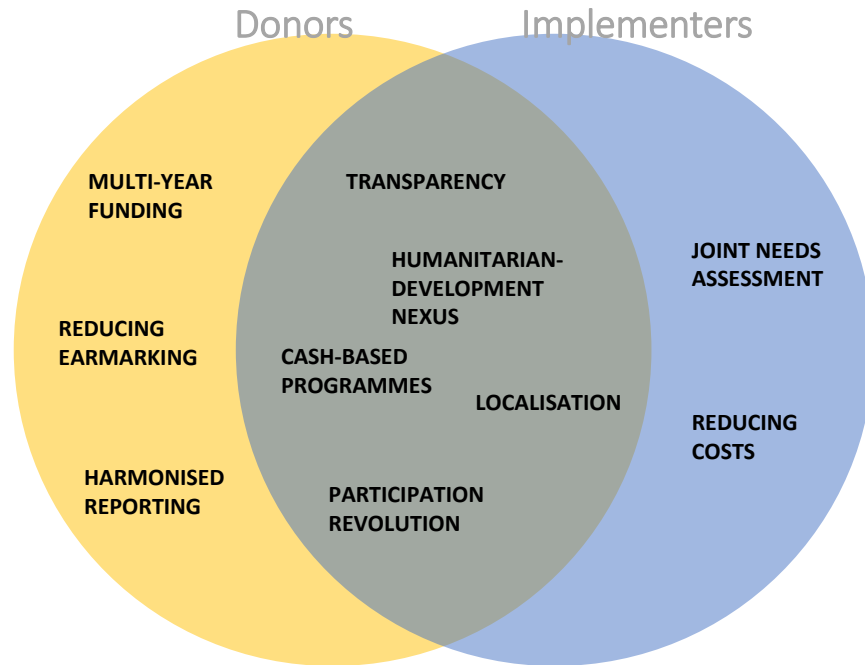 Donors
Implementers
MULTI-YEAR
FUNDING
TRANSPARENCY
HUMANITARIAN-
DEVELOPMENT
NEXUS
JOINT NEEDS
ASSESSMENT
REDUCING
EARMARKING
CASH-BASED
PROGRAMMES
LOCALISATION
REDUCING
COSTS
HARMONISED
REPORTING
PARTICIPATION
REVOLUTION